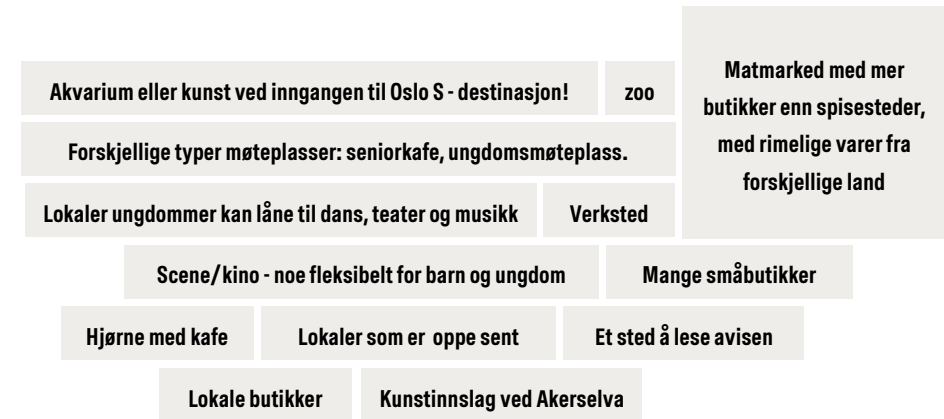 Akvarium eller kunst ved inngangen til Oslo S - destinasjon!
zoo
Matmarked med mer
butikker enn spisesteder,
med rimelige varer fra
forskjellige land
Forskjellige typer møteplasser: seniorkafe, ungdomsmøteplass.
Lokaler ungdommer kan låne til dans, teater og musikk
Verksted
Scene/kino - noe fleksibelt for barn og ungdom
Mange småbutikker
Hjørne med kafe
Lokaler som er oppe sent
Et sted å lese avisen
Lokale butikker
Kunstinnslag ved Akerselva